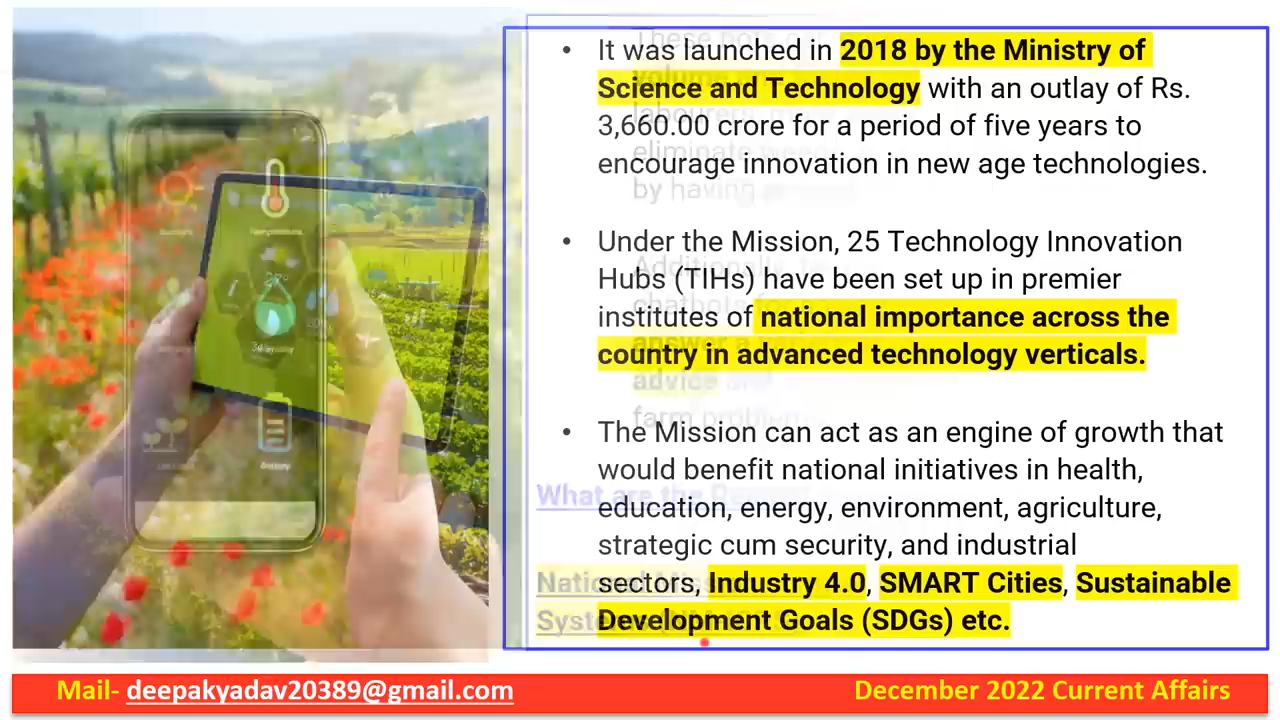 • It was launched in 2018 by the Ministry of
Science and Technology with an outlay of Rs.
3,660.00 crore for a period of five years to
encourage innovation in new age technologies.
• Under the Mission, 25 Technology Innovation
Hubs (TIHs) have been set up in premier
institutes of national importance across the
country in advanced technology verticals.
• The Mission can act as an engine of growth that
would benefit national initiatives in health,
education, energy, environment, agriculture,
strategic cum security, and industrial
sectors, Industry 4.0, SMART Cities, Sustainable
Development Goals (SDGs) etc.
What are the
Mail- deepakyadav20389@gmail.com
December 2022 Current Affairs